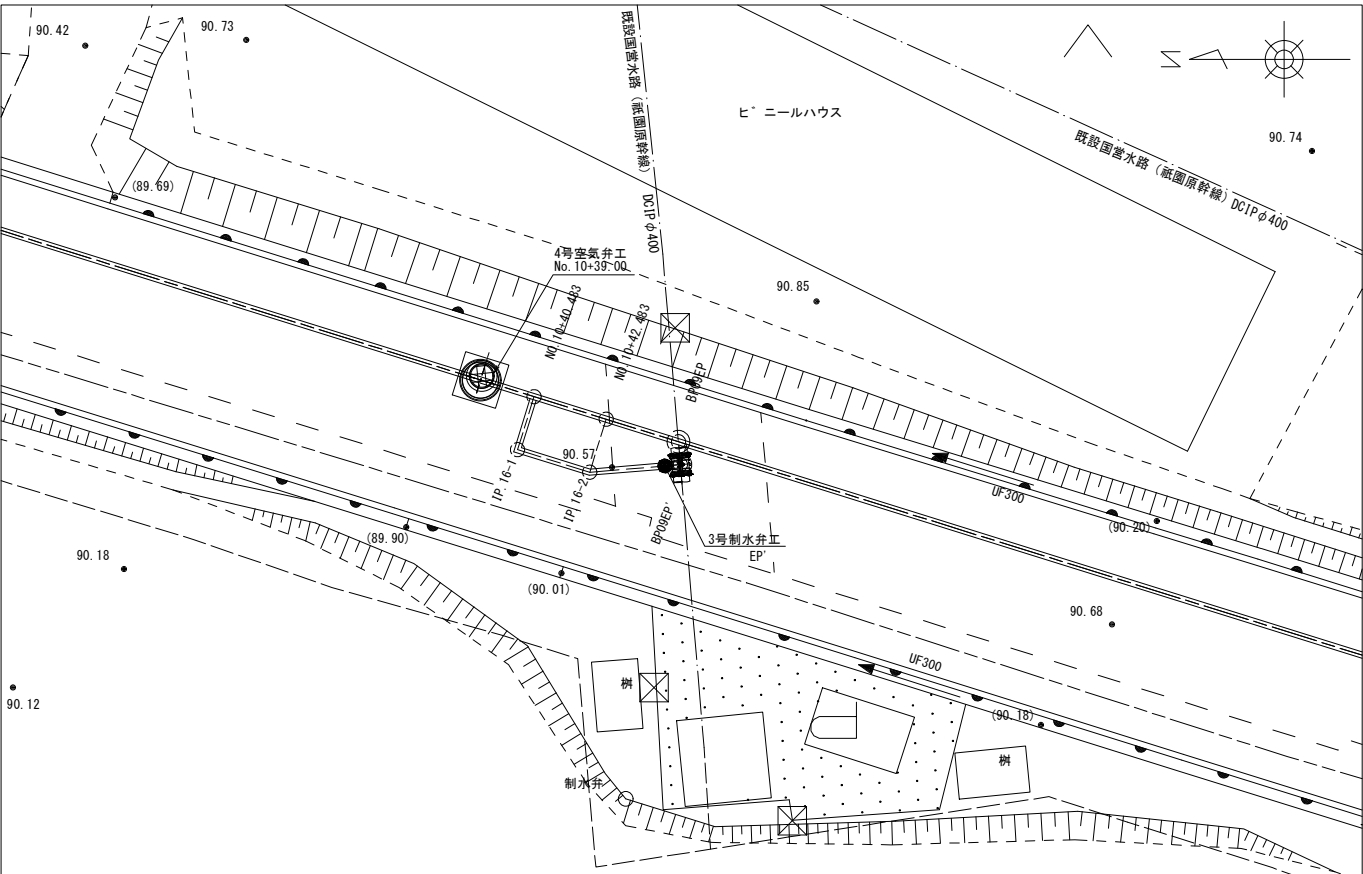 90.42
90.73
既設国営水路（祇園原幹線） DCIPφ400
ビニールハウス
N
既設国営水路（祇園原幹線）DCIPφ400
90.74
(89.69)
4号空気弁工
No.10+39.00
NO.10+40.483
NO.10+42.483
BP09EP
90.85
90.57
IP.16-1
IP.16-2
BP09EP'
3号制水弁工
EP'
UF300
(90.20)
(89.90)
90.18
(90.01)
90.68
UF300
桝
90.12
(90.18)
桝
制水弁